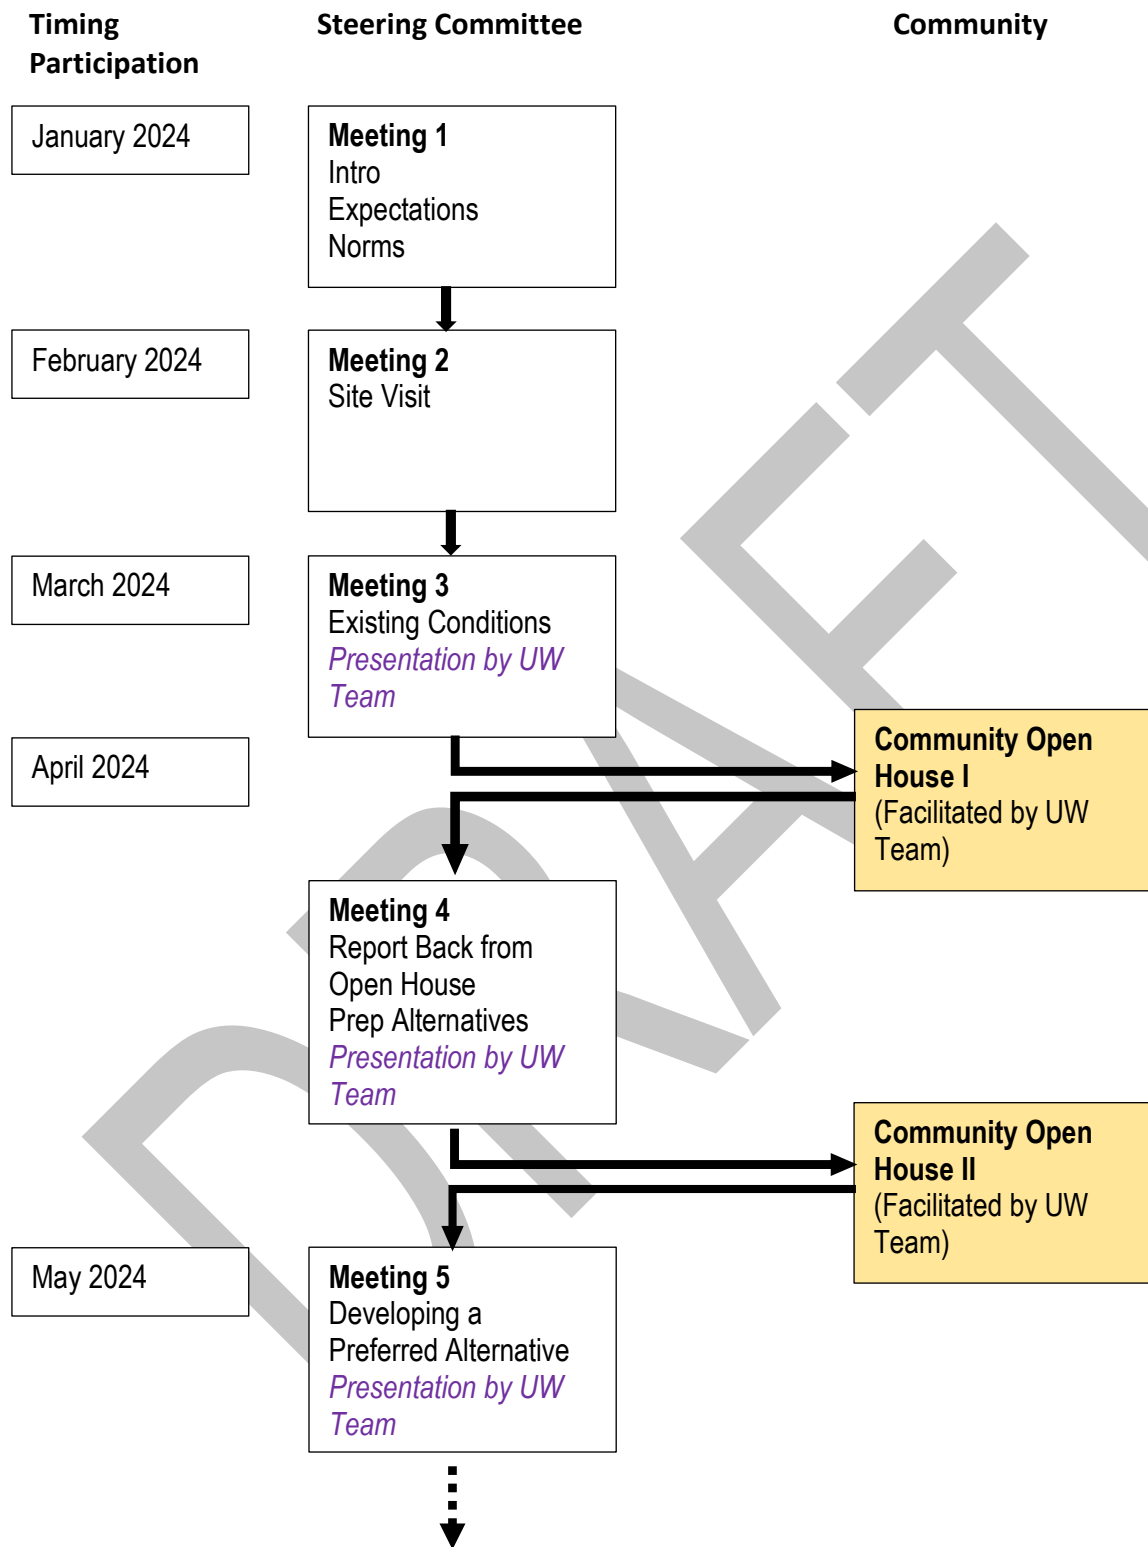 Timing
Participation
Steering Committee
Community
January 2024
Meeting 1
Intro
Expectations
Norms
February 2024
Meeting 2
Site Visit
March 2024
Meeting 3
Existing Conditions
Presentation by UW
Team
April 2024
Community Open
House I
(Facilitated by UW
Team)
Meeting 4
Report Back from
Open House
Prep Alternatives
Presentation by UW
Team
Community Open
House II
(Facilitated by UW
Team)
May 2024
Meeting 5
Developing a
Preferred Alternative
Presentation by UW
Team
DRAFT